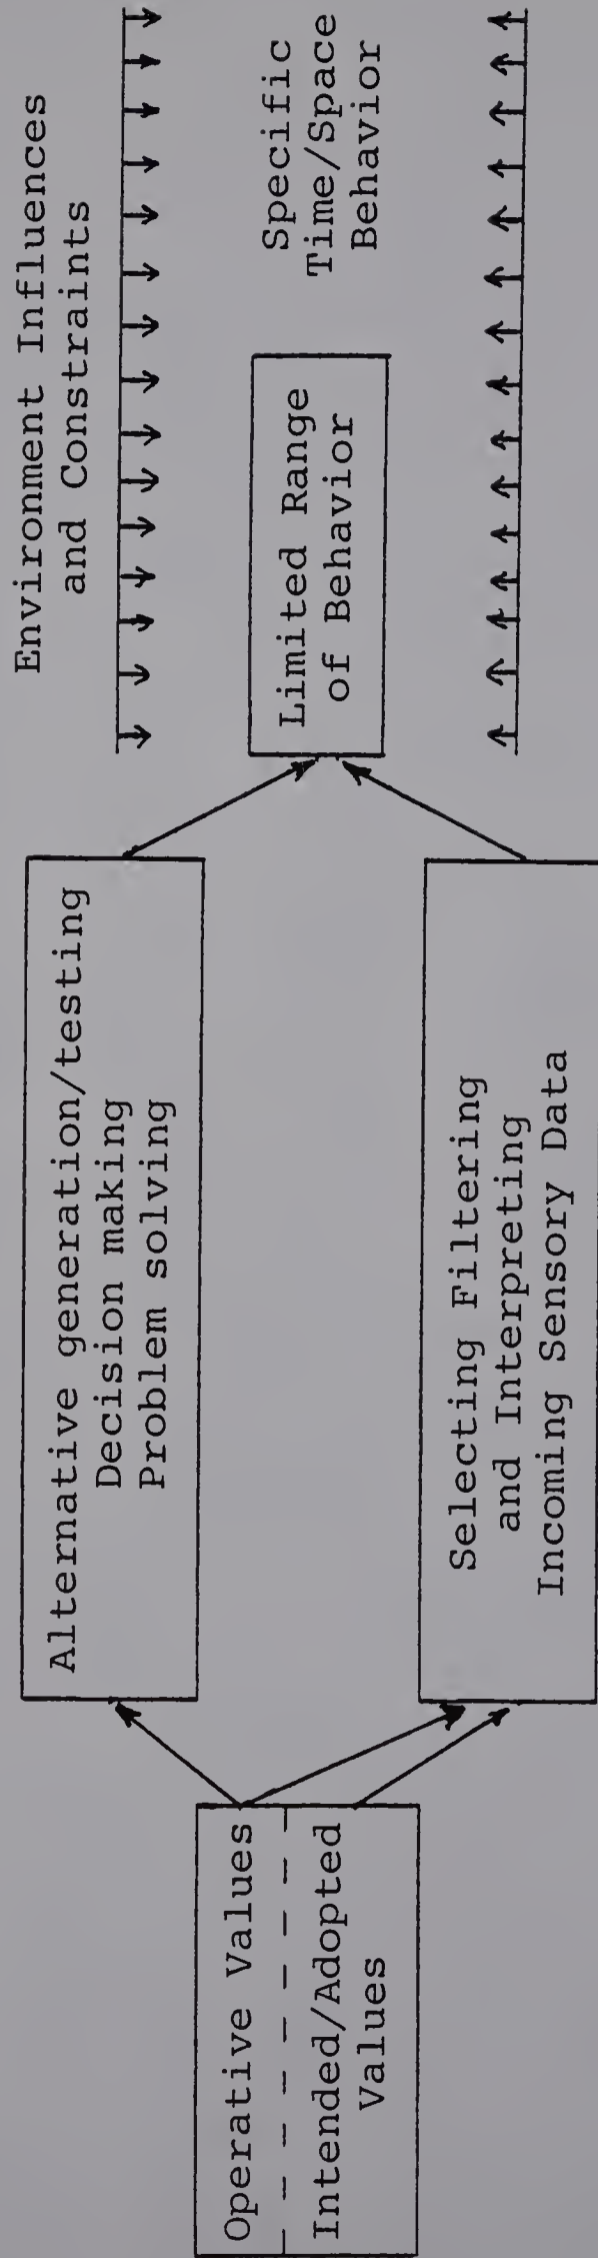 Operative Values
Intended/Adopted
Values
Alternative generation/testing
Decision making
Problem solving
Selecting Filtering
and Interpreting
Incoming Sensory Data
Limited Range
of Behavior
Environment Influences
and Constraints
Specific
Time/Space
Behavior